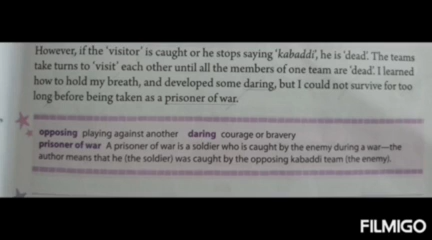 However, if the 'visitor' is caught or he stops saying 'kabaddi', he is 'dead'. The teams
take turns to 'visit' each other until all the members of one team are 'dead'. I learned
how to hold my breath, and developed some daring, but I could not survive for too
long before being taken as a prisoner of war.
opposing playing against another daring courage or bravery
prisoner of war A prisoner of war is a soldier who is caught by the enemy during a war—the
author means that he (the soldier) was caught by the opposing kabaddi team (the enemy).
FILMIGO